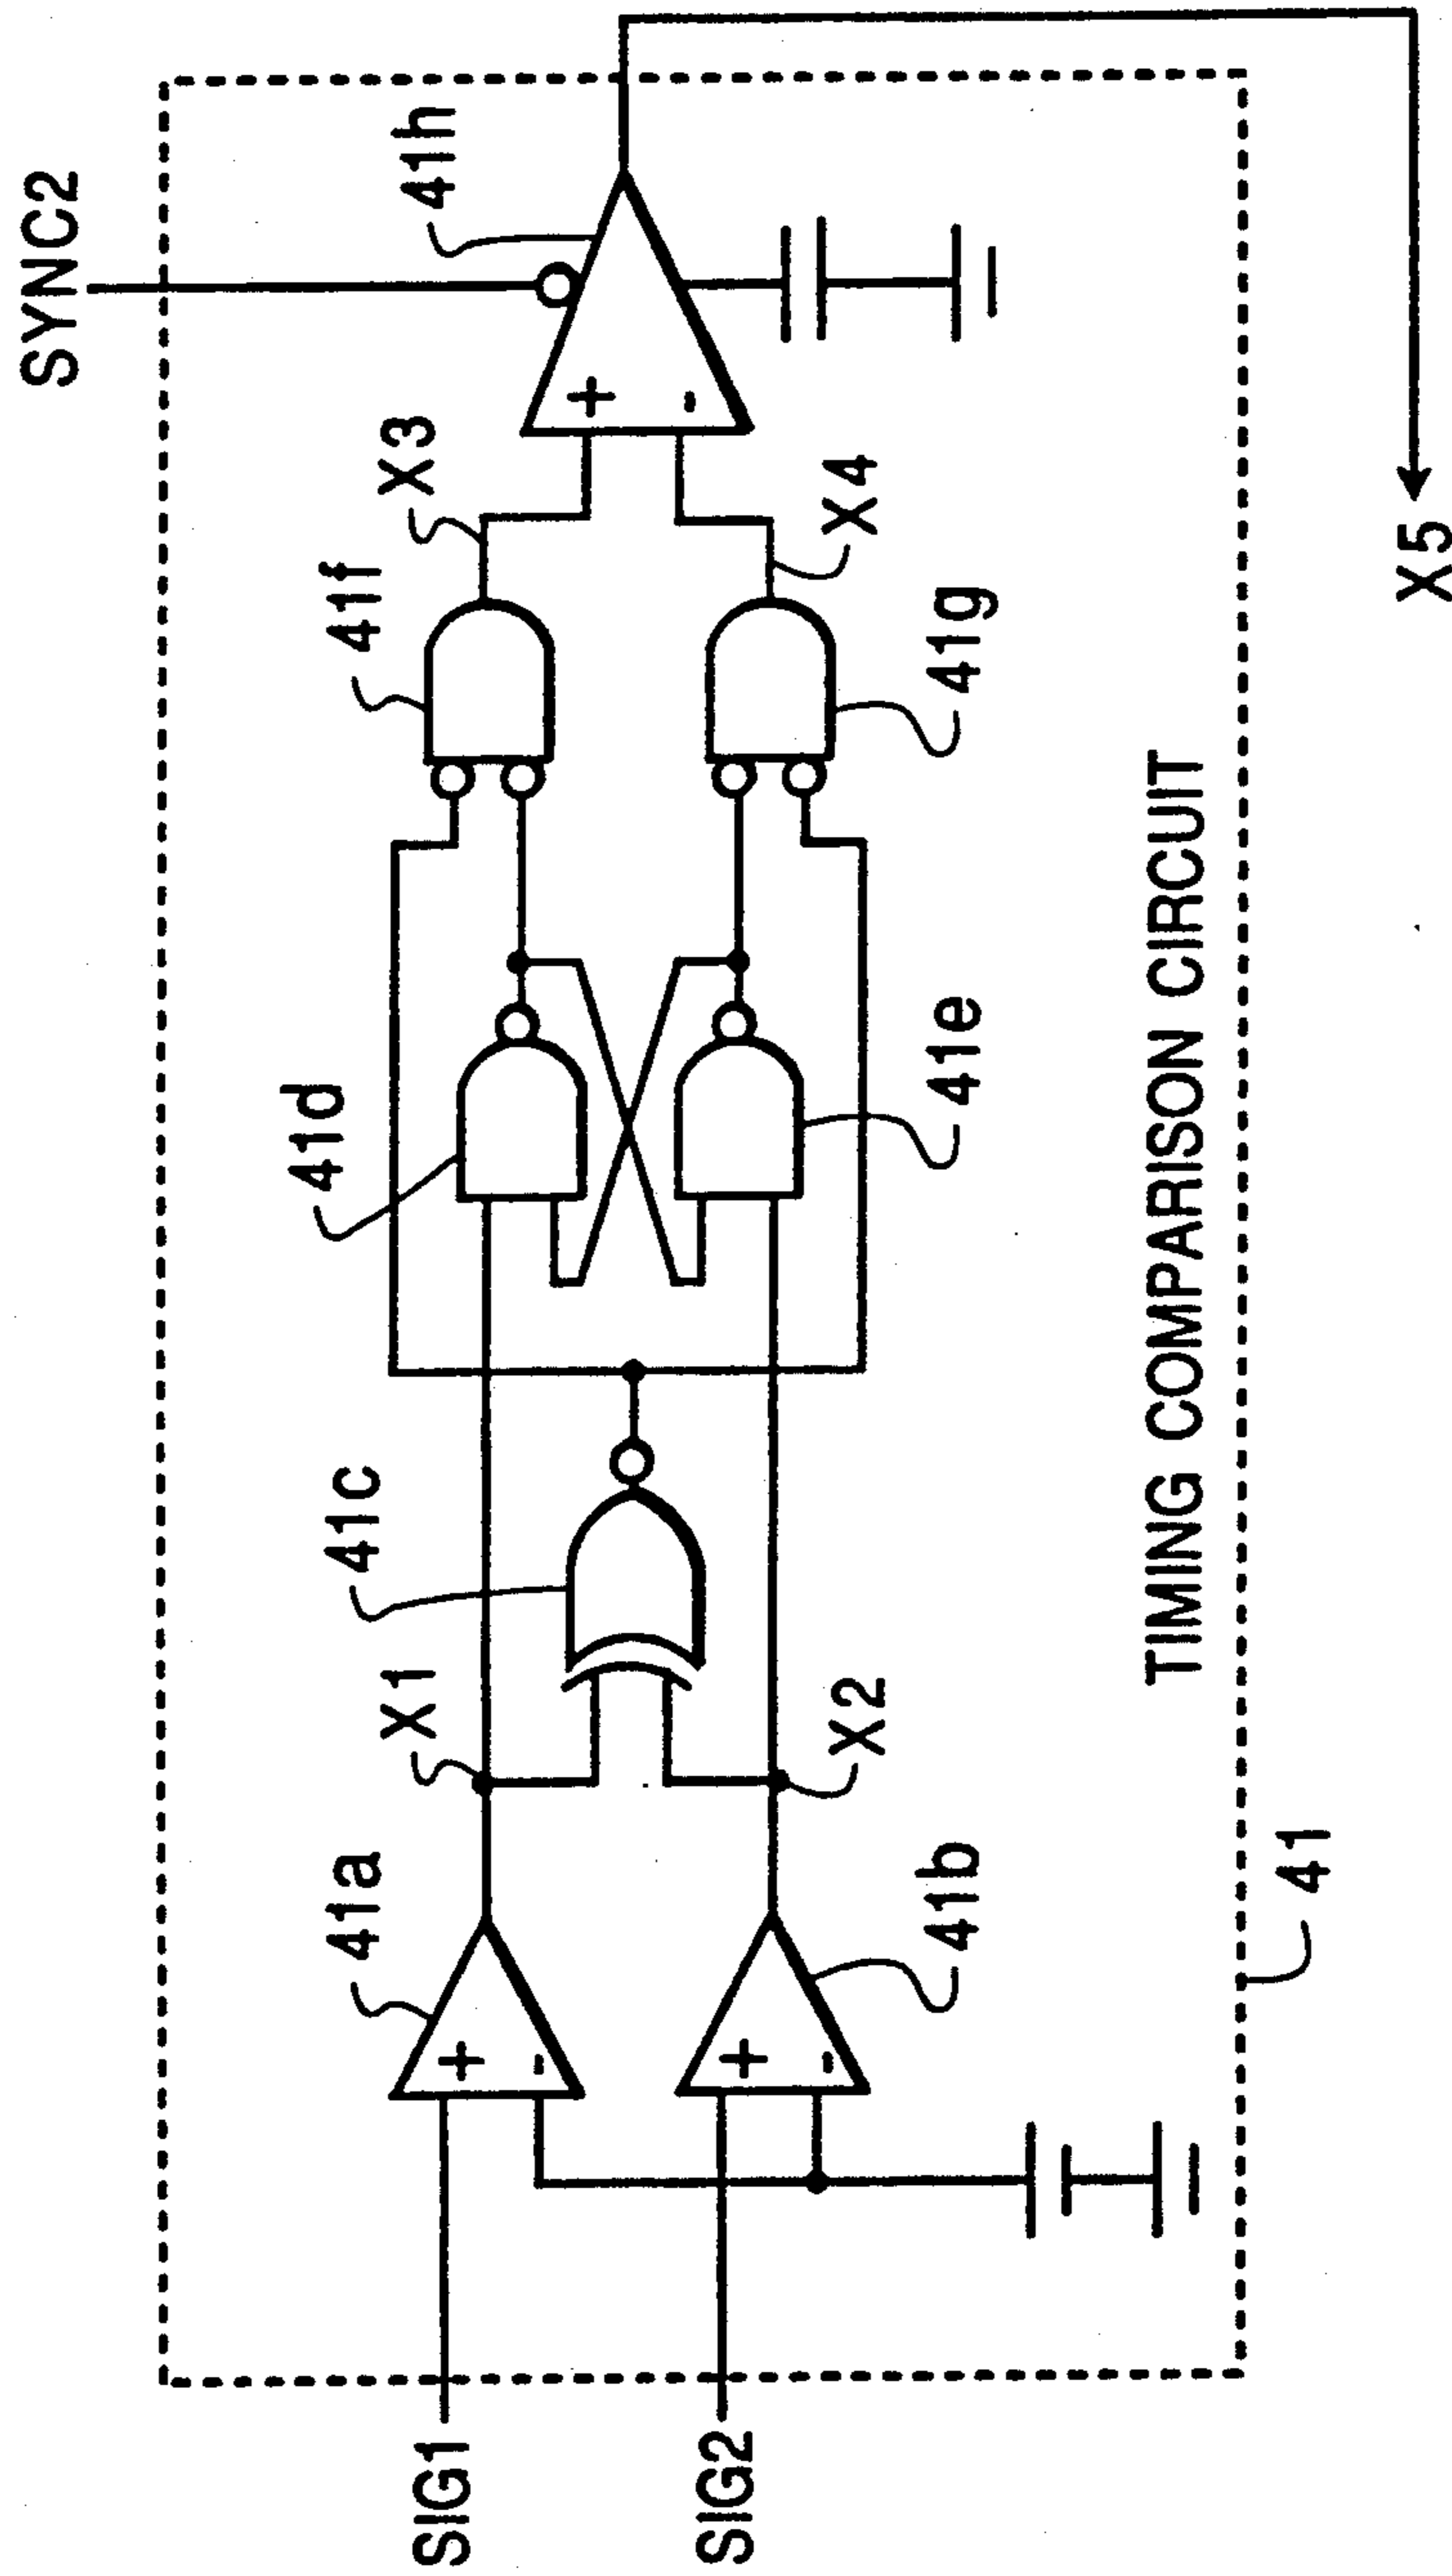 SYNC2
41h
X3
X4
41f
41g
X5
41d
41e
41c
X1
X2
41a
41b
+
-
+
-
+
-
SIG1
SIG2
TIMING COMPARISON CIRCUIT
41